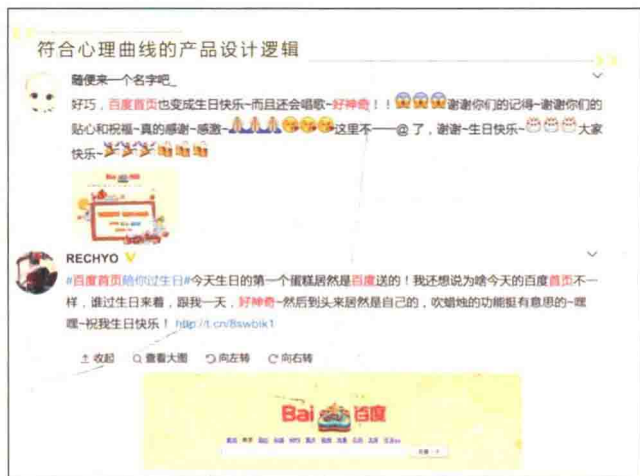 符合心理曲线的产品设计逻辑
随便来一个名字吧_
好巧，百度首页也变成生日快乐~而且还会唱歌~好神奇！！😱😱😱谢谢你们的记得~谢谢你们的
贴心和祝福~真的感谢~感激~🙏🙏🙏😘😘😘这里不一一@了，谢谢~生日快乐~🎂🎂🎂大家
快乐~🎉🎉🎉🍻🍻🍻
Bai 百度
RECHYO
#百度首页陪你过生日#今天生日的第一个蛋糕居然是百度送的！我还想说为啥今天的百度首页不一
样，谁过生日来着，跟我一天，好神奇~然后到头来居然是自己的，吹蜡烛的功能挺有意思的~嘿
嘿~祝我生日快乐！ http://t.cn/8swbik1
收起 查看大图 向左转 向右转
Bai 百度
百度一下